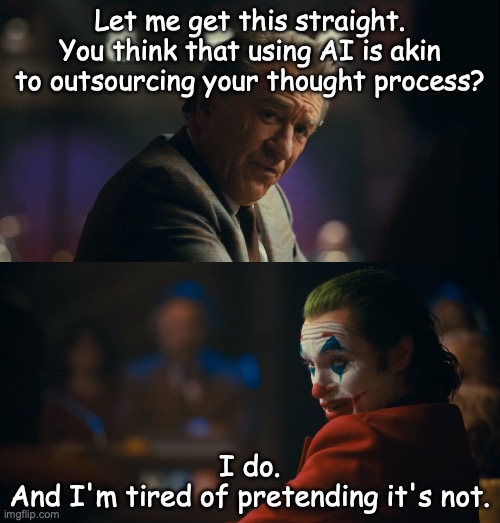 Let me get this straight.
You think that using AI is akin
to outsourcing your thought process?
I do.
And I'm tired of pretending it's not.
imgflip.com